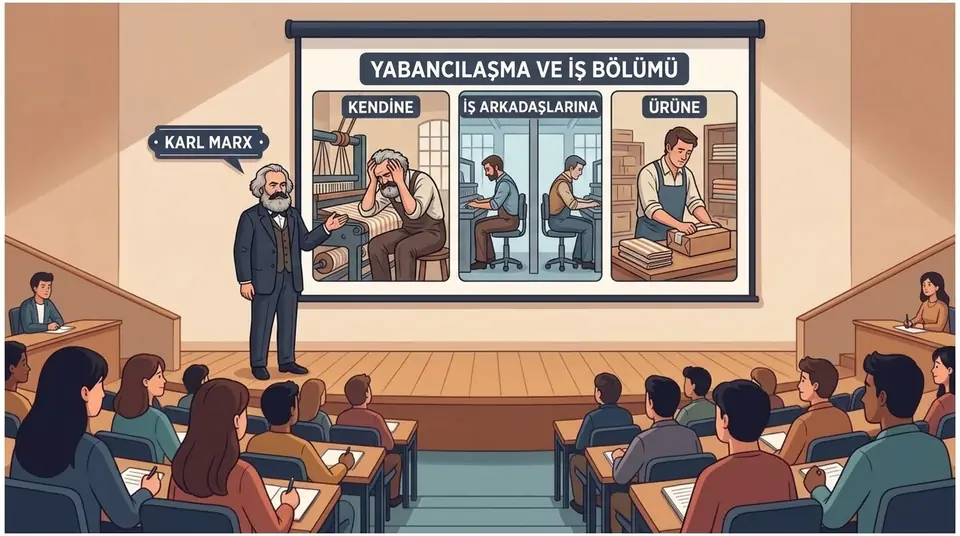 YABANCILAŞMA VE İŞ BÖLÜMÜ
KENDİNE
İŞ ARKADAŞLARINA
ÜRÜNE
KARL MARX